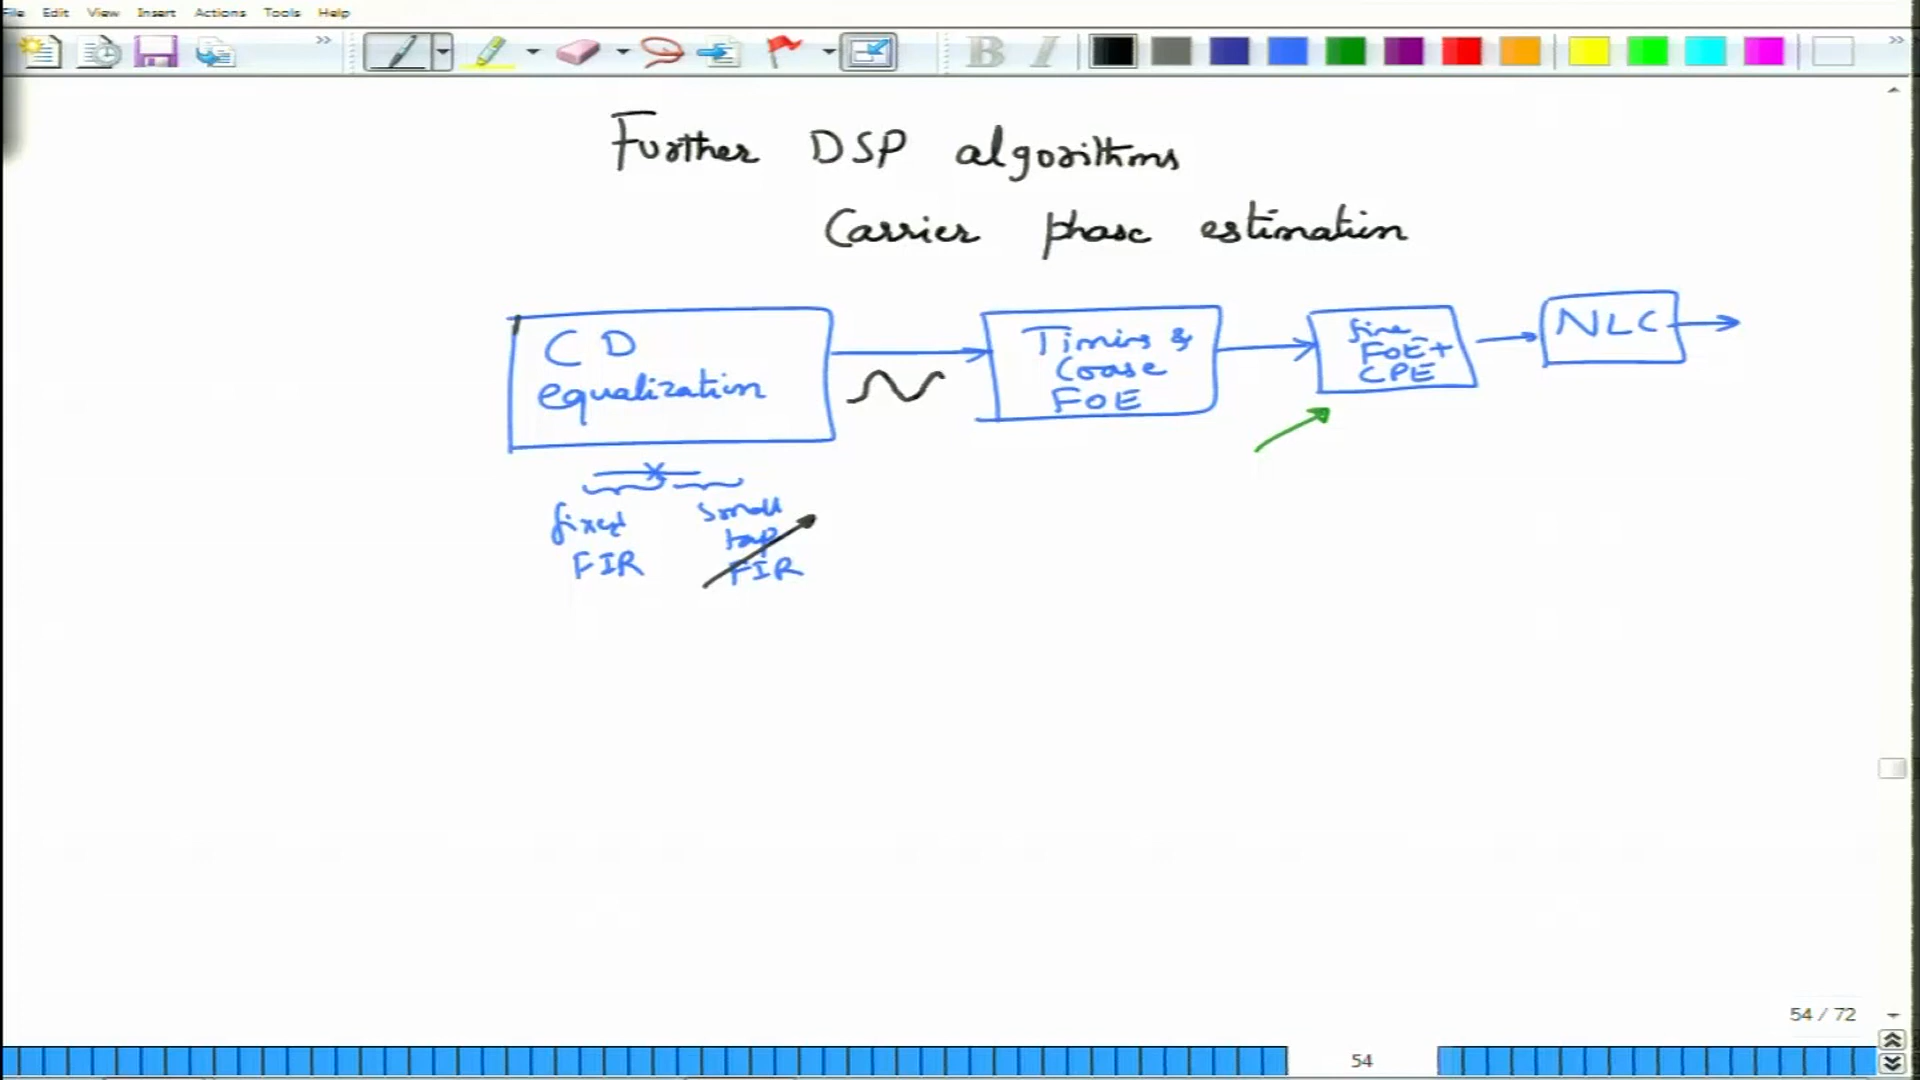 File Edit View Insert Actions Tools Help
B I
Further DSP algorithms
Carrier phase estimation
CD
equalization
Timing &
Coase
FOE
fine
FOE +
CPE
NLC
fixed
FIR
small
tap
FIR
54 / 72
54